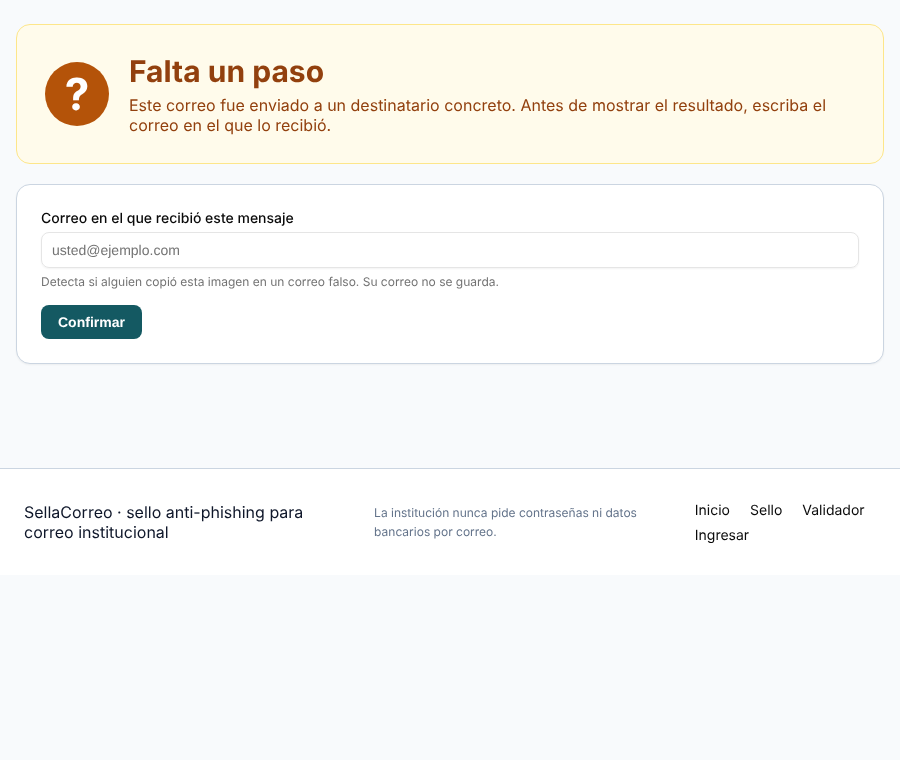 ?
Falta un paso
Este correo fue enviado a un destinatario concreto. Antes de mostrar el resultado, escriba el
correo en el que lo recibió.
Correo en el que recibió este mensaje
usted@ejemplo.com
Detecta si alguien copió esta imagen en un correo falso. Su correo no se guarda.
Confirmar
SellaCorreo · sello anti-phishing para
correo institucional
La institución nunca pide contraseñas ni datos
bancarios por correo.
Inicio Sello Validador
Ingresar